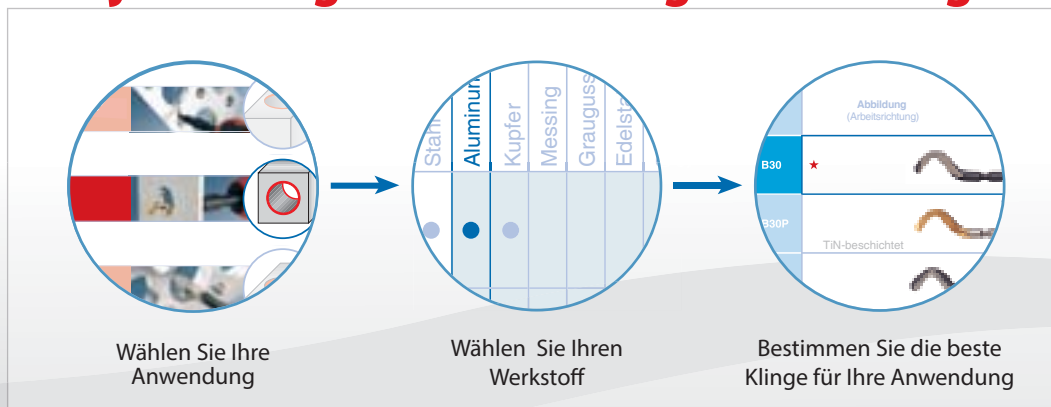 Stahl
Aluminun
Kupfer
Messing
Grauguss
Edelsta
Abbildung
(Arbeitsrichtung)
B30
B30P
TiN-beschichtet
Wählen Sie Ihre
Anwendung
Wählen Sie Ihren
Werkstoff
Bestimmen Sie die beste
Klinge für Ihre Anwendung